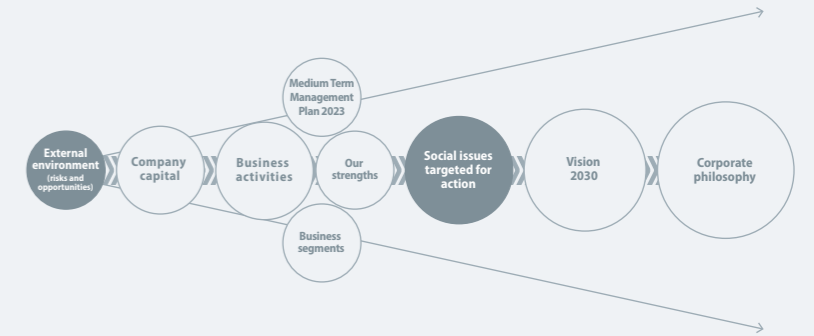 External
environment
(risks and
opportunities)
Company
capital
Business
activities
Medium Term
Management
Plan 2023
Our
strengths
Business
segments
Social issues
targeted for
action
Vision
2030
Corporate
philosophy